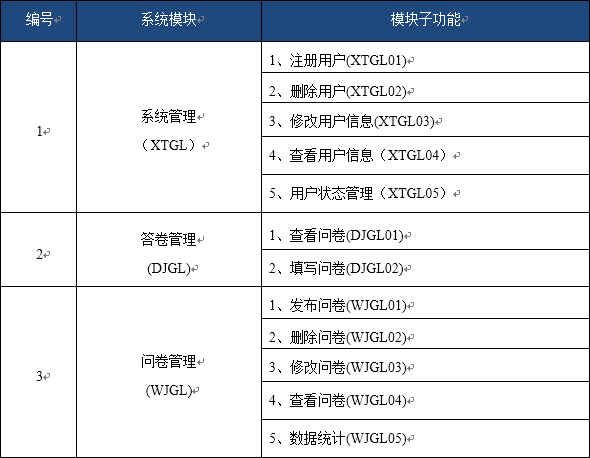 编号 系统模块 模块子功能
1 系统管理
（XTGL）
1、注册用户(XTGL01)
2、删除用户(XTGL02)
3、修改用户信息(XTGL03)
4、查看用户信息（XTGL04）
5、用户状态管理（XTGL05）
2 答卷管理
(DJGL)
1、查看问卷(DJGL01)
2、填写问卷(DJGL02)
3 问卷管理
(WJGL)
1、发布问卷(WJGL01)
2、删除问卷(WJGL02)
3、修改问卷(WJGL03)
4、查看问卷(WJGL04)
5、数据统计(WJGL05)